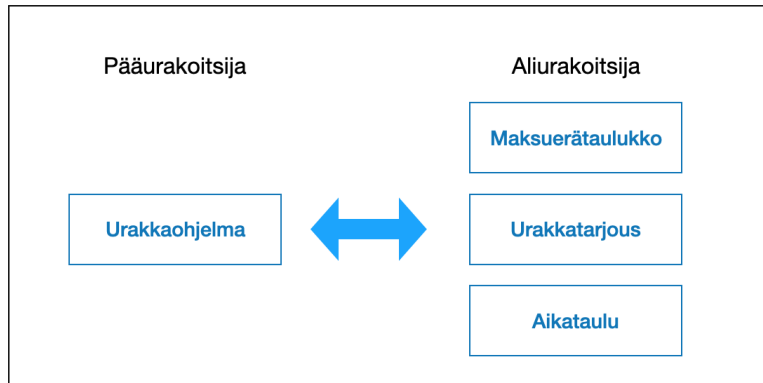 Pääurakoitsija
Aliurakoitsija
Maksuerätaulukko
Urakkaohjelma
Urakkatarjous
Aikataulu